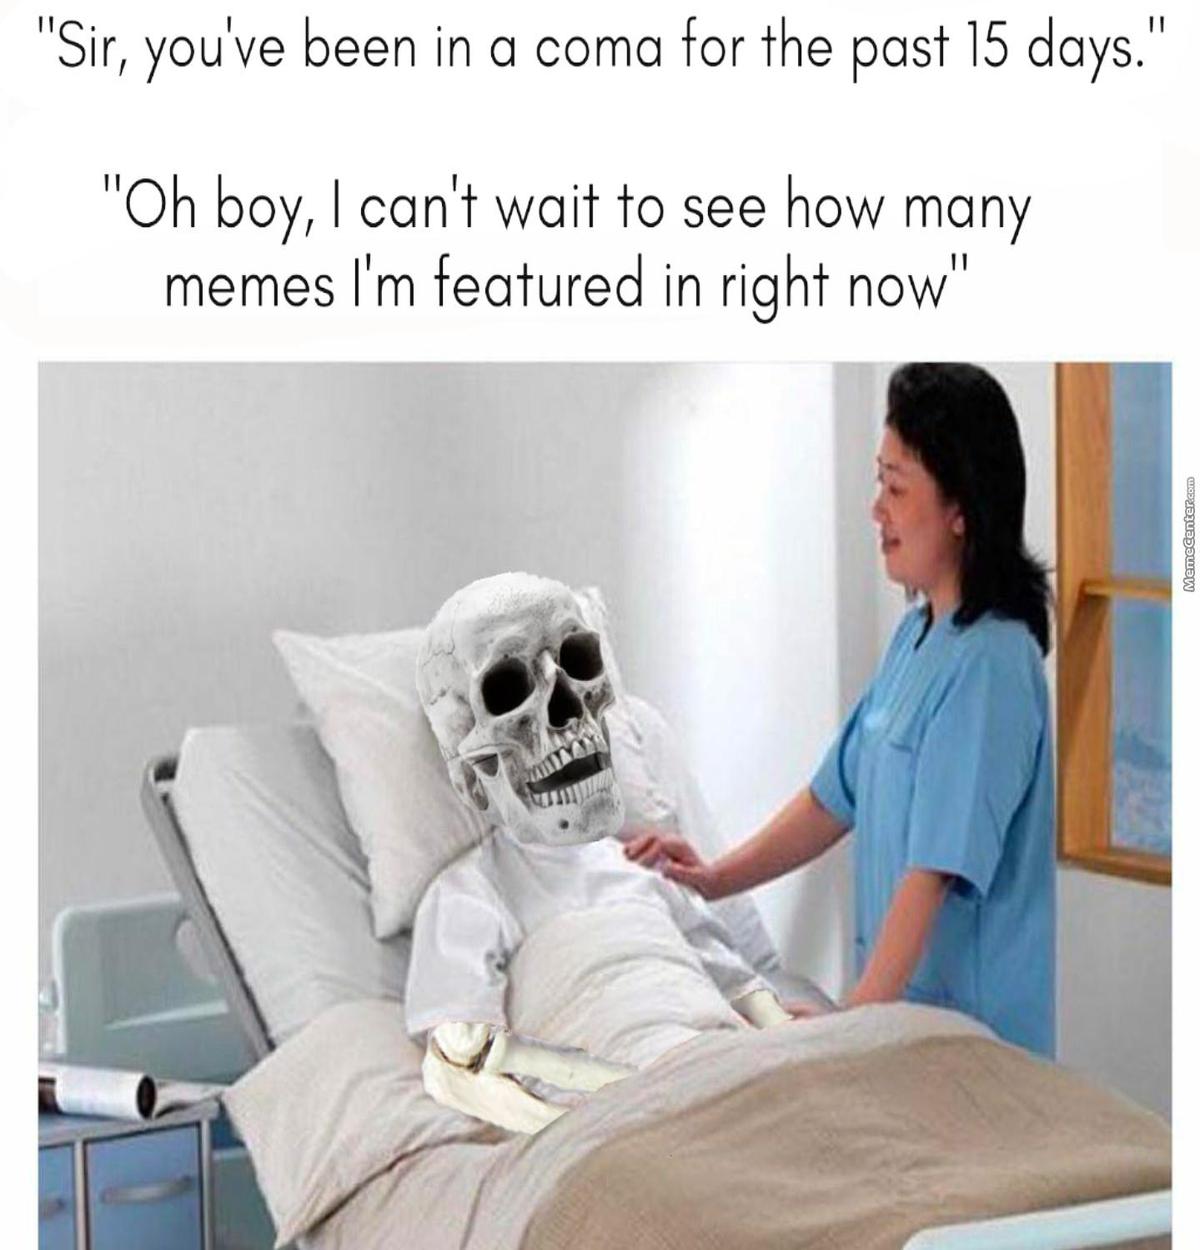 "Sir, you've been in a coma for the past 15 days."
"Oh boy, I can't wait to see how many
memes I'm featured in right now"
MemeCenter.com